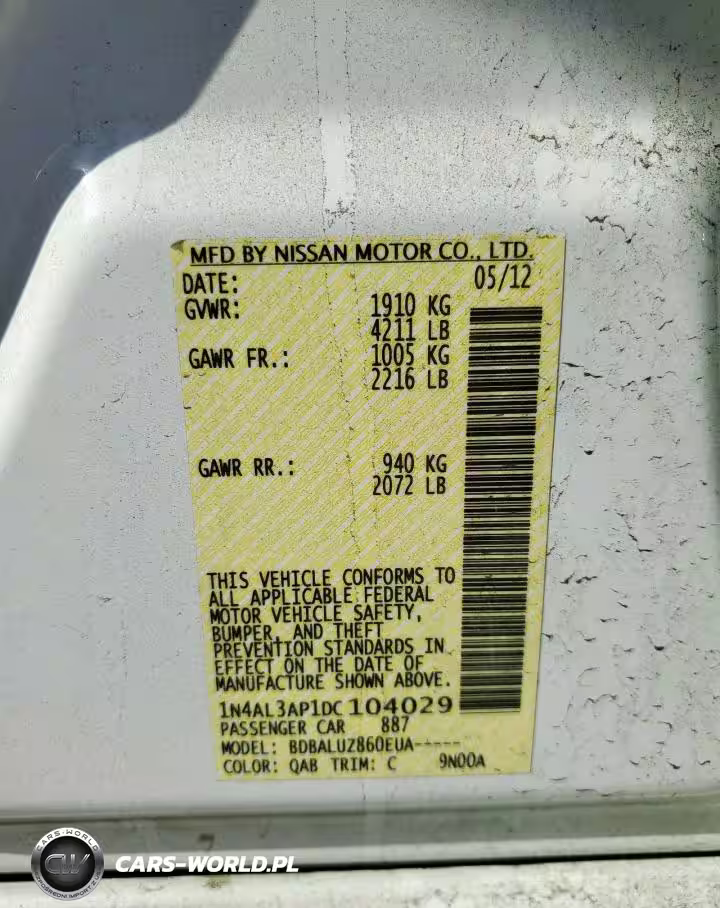 MFD BY NISSAN MOTOR CO., LTD.
DATE: 05/12
GVWR: 1910 KG
4211 LB
GAWR FR.: 1005 KG
2216 LB
GAWR RR.: 940 KG
2072 LB
THIS VEHICLE CONFORMS TO
ALL APPLICABLE FEDERAL
MOTOR VEHICLE SAFETY,
BUMPER, AND THEFT
PREVENTION STANDARDS IN
EFFECT ON THE DATE OF
MANUFACTURE SHOWN ABOVE.
1N4AL3AP1DC104029
PASSENGER CAR 887
MODEL: BDBALUZ860EUA-----
COLOR: QAB TRIM: C 9N00A
CARS-WORLD
CW
CARS-WORLD.PL